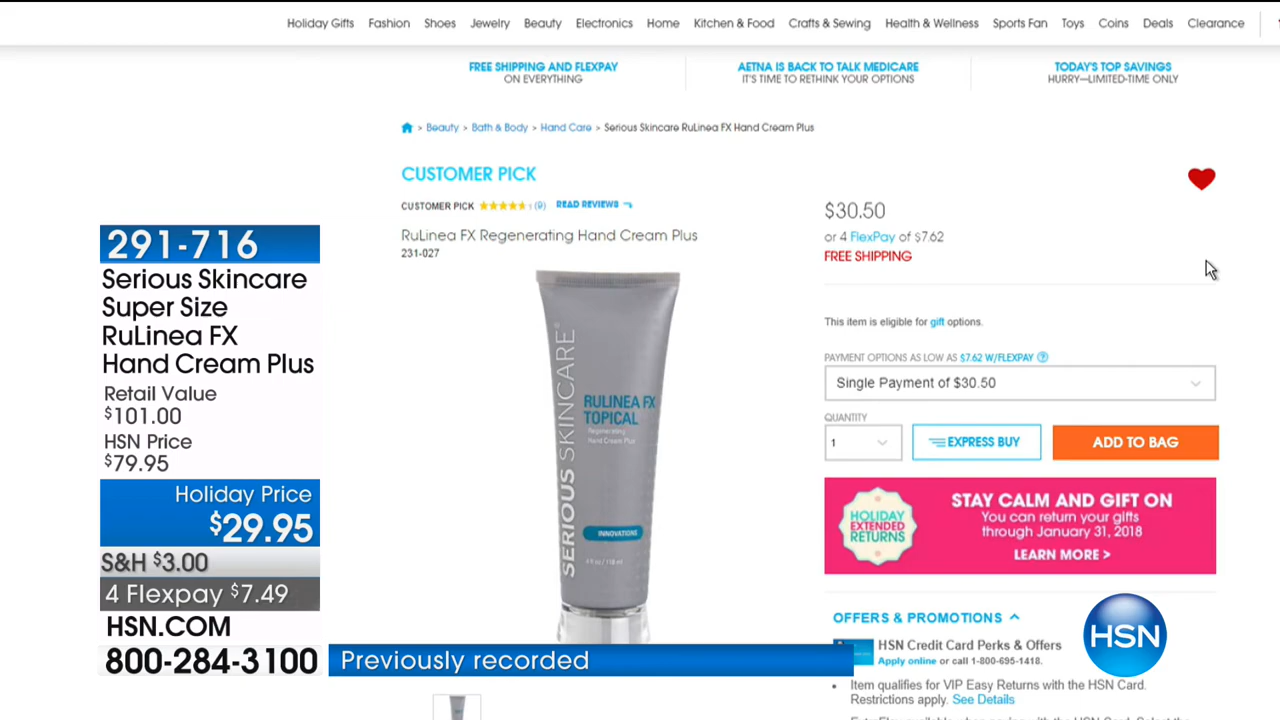 Holiday Gifts Fashion Shoes Jewelry Beauty Electronics Home Kitchen & Food Crafts & Sewing Health & Wellness Sports Fan Toys Coins Deals Clearance
FREE SHIPPING AND FLEXPAY
ON EVERYTHING
AETNA IS BACK TO TALK MEDICARE
IT'S TIME TO RETHINK YOUR OPTIONS
TODAY'S TOP SAVINGS
HURRY—LIMITED-TIME ONLY
> Beauty > Bath & Body > Hand Care > Serious Skincare RuLinea FX Hand Cream Plus
CUSTOMER PICK
CUSTOMER PICK (9) READ REVIEWS
RuLinea FX Regenerating Hand Cream Plus
231-027
SERIOUS SKINCARE
RULINEA FX
TOPICAL
Regenerating
Hand Cream Plus
INNOVATIONS
4 fl oz / 118 ml
$30.50
or 4 FlexPay of $7.62
FREE SHIPPING
This item is eligible for gift options.
PAYMENT OPTIONS AS LOW AS $7.62 W/FLEXPAY ?
Single Payment of $30.50
QUANTITY
1
EXPRESS BUY
ADD TO BAG
HOLIDAY
EXTENDED
RETURNS
STAY CALM AND GIFT ON
You can return your gifts
through January 31, 2018
LEARN MORE >
OFFERS & PROMOTIONS
HSN Credit Card Perks & Offers
Apply online or call 1-800-695-1418.
• Item qualifies for VIP Easy Returns with the HSN Card.
Restrictions apply. See Details
291-716
Serious Skincare
Super Size
RuLinea FX
Hand Cream Plus
Retail Value
$101.00
HSN Price
$79.95
Holiday Price
$29.95
S&H $3.00
4 Flexpay $7.49
HSN.COM
800-284-3100
Previously recorded
HSN